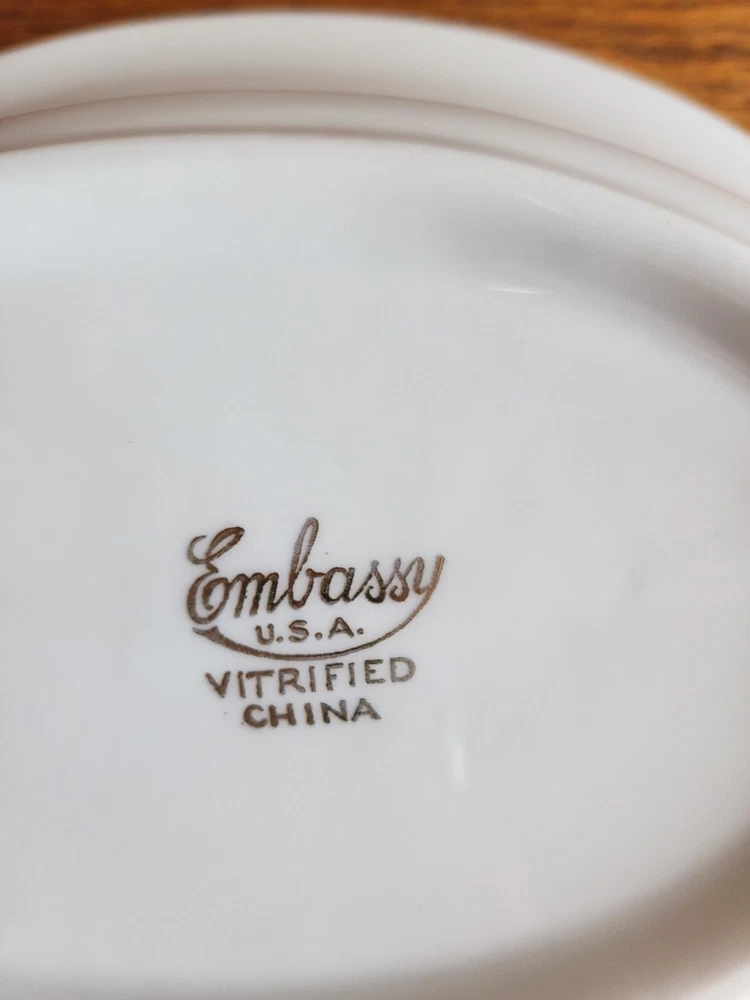 Embassy
U.S.A.
VITRIFIED
CHINA